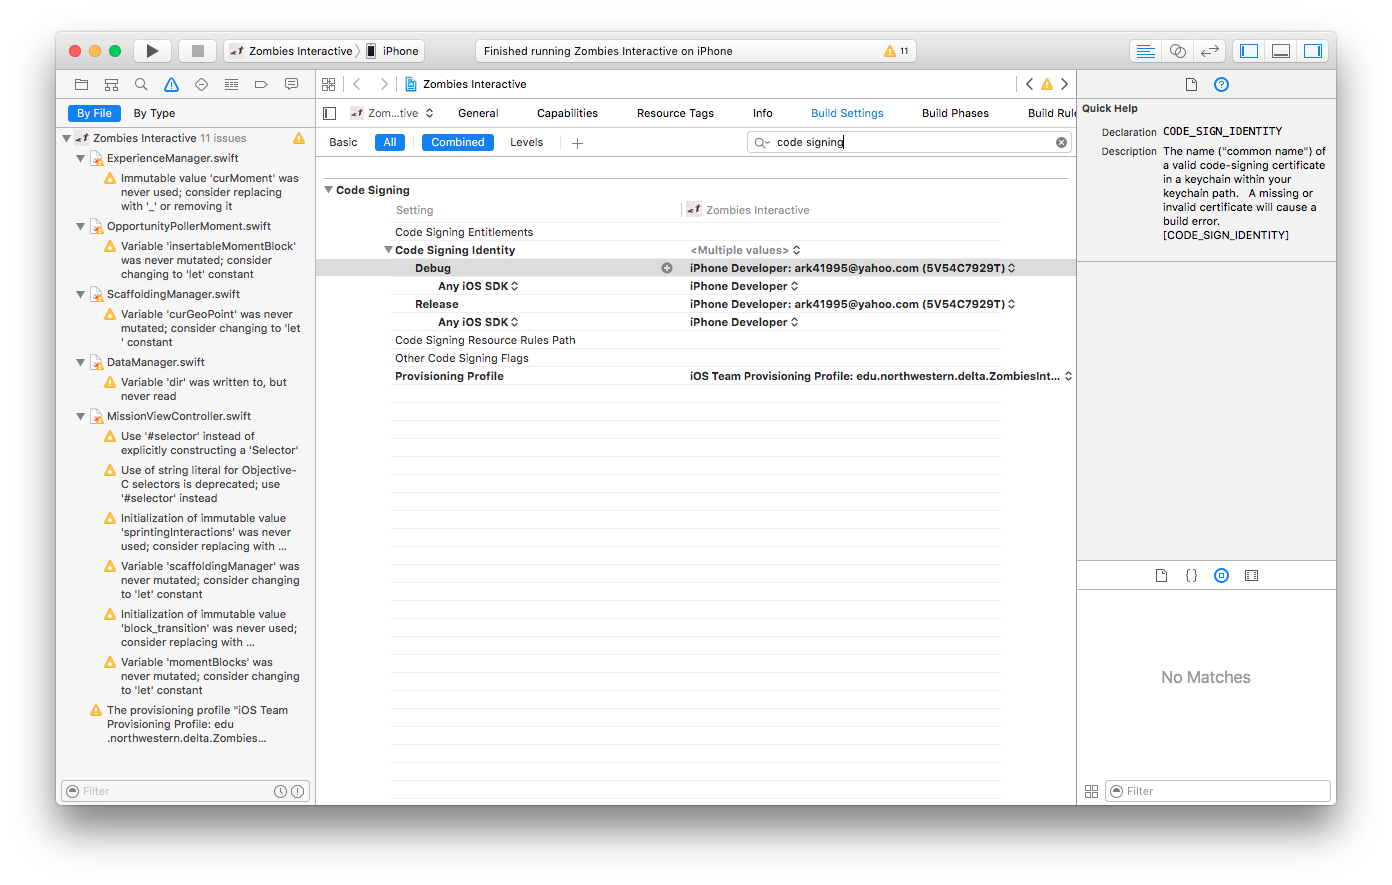 Zombies Interactive
iPhone
Finished running Zombies Interactive on iPhone
11
Zombies Interactive
By File
By Type
Zom...tive
General
Capabilities
Resource Tags
Info
Build Settings
Build Phases
Build Rule
Basic
All
Combined
Levels
code signing
Zombies Interactive 11 issues
ExperienceManager.swift
Immutable value 'curMoment' was
never used; consider replacing
with '_' or removing it
OpportunityPollerMoment.swift
Variable 'insertableMomentBlock'
was never mutated; consider
changing to 'let' constant
ScaffoldingManager.swift
Variable 'curGeoPoint' was never
mutated; consider changing to 'let
' constant
DataManager.swift
Variable 'dir' was written to, but
never read
MissionViewController.swift
Use '#selector' instead of
explicitly constructing a 'Selector'
Use of string literal for Objective-
C selectors is deprecated; use
'#selector' instead
Initialization of immutable value
'sprintingInteractions' was never
used; consider replacing with ...
Variable 'scaffoldingManager' was
never mutated; consider changing
to 'let' constant
Initialization of immutable value
'block_transition' was never used;
consider replacing with ...
Variable 'momentBlocks' was
never mutated; consider changing
to 'let' constant
The provisioning profile "iOS Team
Provisioning Profile: edu
.northwestern.delta.Zombies...
Filter
Code Signing
Setting
Zombies Interactive
Code Signing Entitlements
Code Signing Identity
<Multiple values>
Debug
iPhone Developer: ark41995@yahoo.com (5V54C7929T)
Any iOS SDK
iPhone Developer
Release
iPhone Developer: ark41995@yahoo.com (5V54C7929T)
Any iOS SDK
iPhone Developer
Code Signing Resource Rules Path
Other Code Signing Flags
Provisioning Profile
iOS Team Provisioning Profile: edu.northwestern.delta.ZombiesInt...
Quick Help
Declaration CODE_SIGN_IDENTITY
Description The name ("common name") of
a valid code-signing certificate
in a keychain within your
keychain path. A missing or
invalid certificate will cause a
build error.
[CODE_SIGN_IDENTITY]
No Matches
Filter